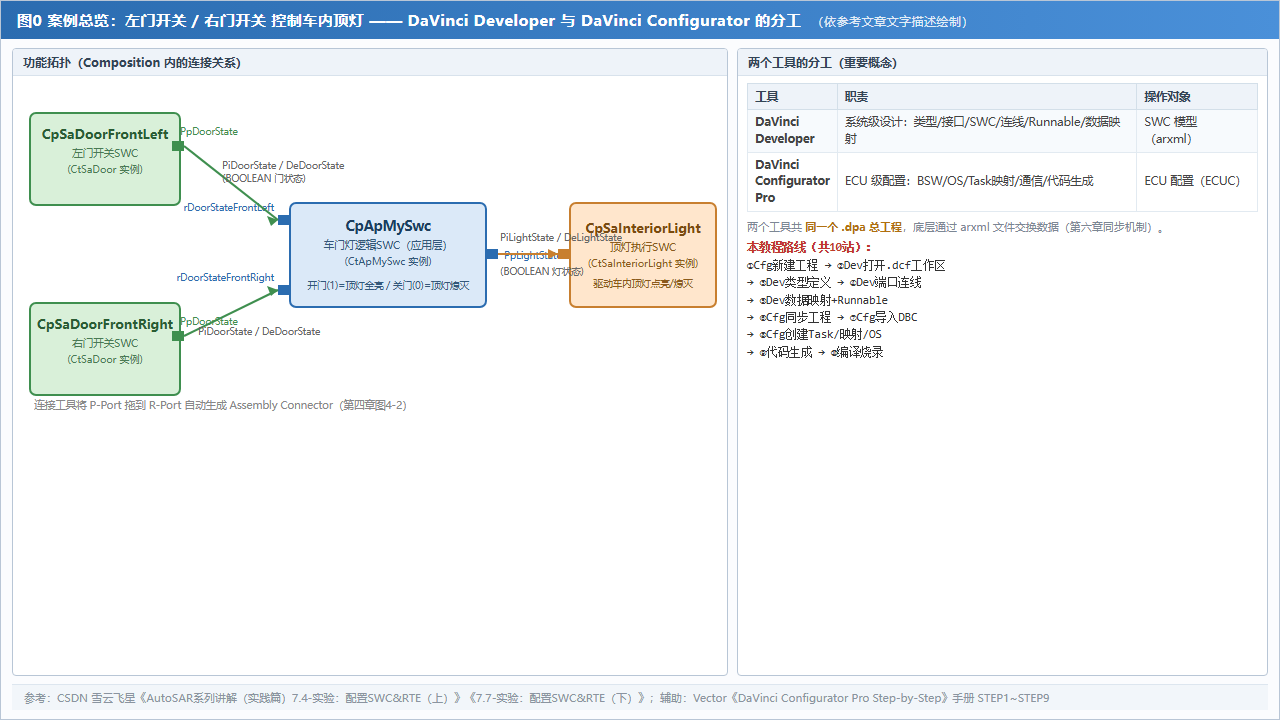 图0 案例总览：左门开关 / 右门开关 控制车内顶灯 —— DaVinci Developer 与 DaVinci Configurator 的分工 （依参考文章文字描述绘制）
功能拓扑（Composition 内的连接关系）
CpSaDoorFrontLeft
左门开关SWC
(CtSaDoor 实例)
PpDoorState
PiDoorState / DeDoorState
(BOOLEAN 门状态)
rDoorStateFrontLeft
CpApMySwc
车门灯逻辑SWC（应用层）
(CtApMySwc 实例)
开门(1)=顶灯全亮 / 关门(0)=顶灯熄灭
rDoorStateFrontRight
PiLightState / DeLightState
PpLightState
(BOOLEAN 灯状态)
CpSaInteriorLight
顶灯执行SWC
(CtSaInteriorLight 实例)
驱动车内顶灯点亮/熄灭
CpSaDoorFrontRight
右门开关SWC
(CtSaDoor 实例)
PpDoorState
PiDoorState / DeDoorState
连接工具将 P-Port 拖到 R-Port 自动生成 Assembly Connector（第四章图4-2）
两个工具的分工（重要概念）
工具 职责 操作对象
DaVinci Developer 系统级设计：类型/接口/SWC/连线/Runnable/数据映射 SWC 模型（arxml）
DaVinci Configurator Pro ECU 级配置：BSW/OS/Task映射/通信/代码生成 ECU 配置（ECUC）
两个工具共 同一个 .dpa 总工程，底层通过 arxml 文件交换数据（第六章同步机制）。
本教程路线（共10站）：
①Cfg新建工程 → ②Dev打开.dcf工作区
→ ③Dev类型定义 → ④Dev端口连线
→ ⑤Dev数据映射+Runnable
→ ⑥Cfg同步工程 → ⑦Cfg导入DBC
→ ⑧Cfg创建Task/映射/OS
→ ⑨代码生成 → ⑩编译烧录
参考：CSDN 雪云飞星《AutoSAR系列讲解（实践篇）7.4-实验：配置SWC&RTE（上）》《7.7-实验：配置SWC&RTE（下）》；辅助：Vector《DaVinci Configurator Pro Step-by-Step》手册 STEP1~STEP9